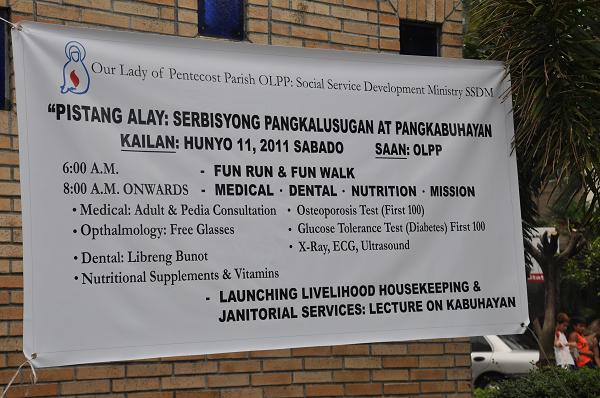 Our Lady of Pentecost Parish OLPP: Social Service Development Ministry SSDM
"PISTANG ALAY: SERBISYONG PANGKALUSUGAN AT PANGKABUHAYAN
KAILAN: HUNYO 11, 2011 SABADO SAAN: OLPP
6:00 A.M. - FUN RUN & FUN WALK
8:00 A.M. ONWARDS - MEDICAL · DENTAL · NUTRITION · MISSION
• Medical: Adult & Pedia Consultation
• Opthalmology: Free Glasses
• Dental: Libreng Bunot
• Nutritional Supplements & Vitamins
• Osteoporosis Test (First 100)
• Glucose Tolerance Test (Diabetes) First 100
• X-Ray, ECG, Ultrasound
- LAUNCHING LIVELIHOOD HOUSEKEEPING &
JANITORIAL SERVICES: LECTURE ON KABUHAYAN